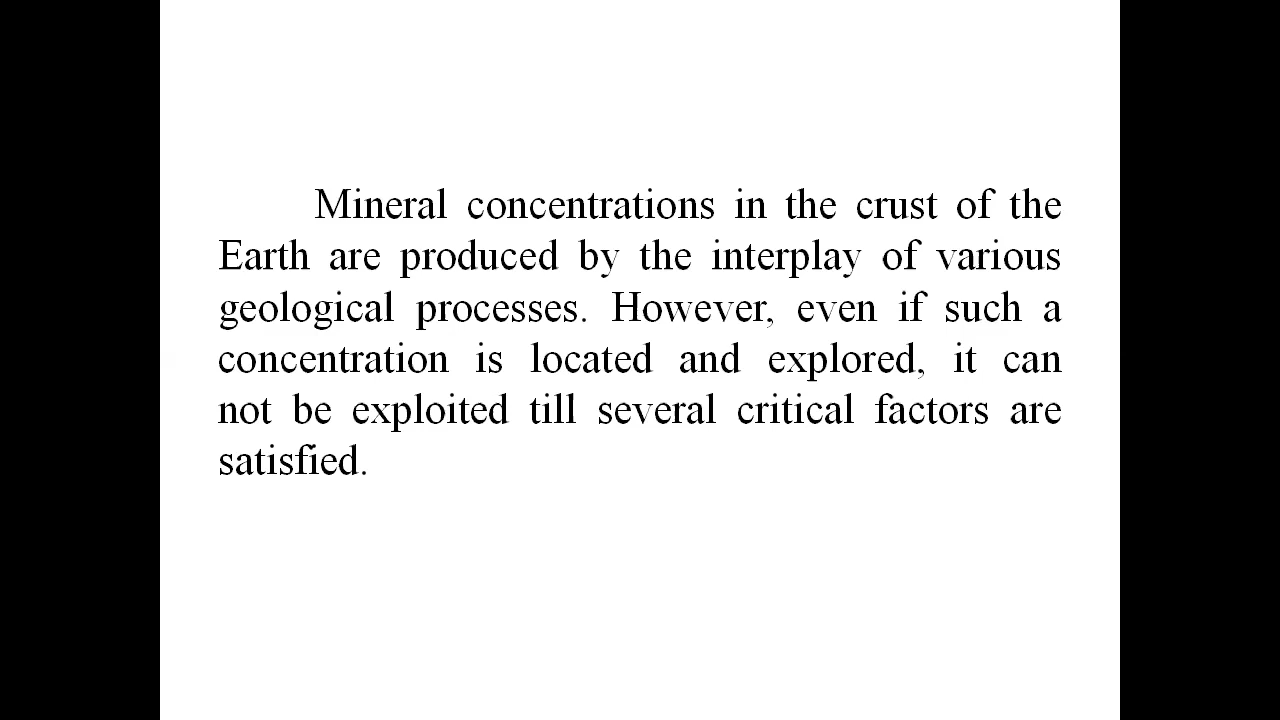 Mineral concentrations in the crust of the
Earth are produced by the interplay of various
geological processes. However, even if such a
concentration is located and explored, it can
not be exploited till several critical factors are
satisfied.